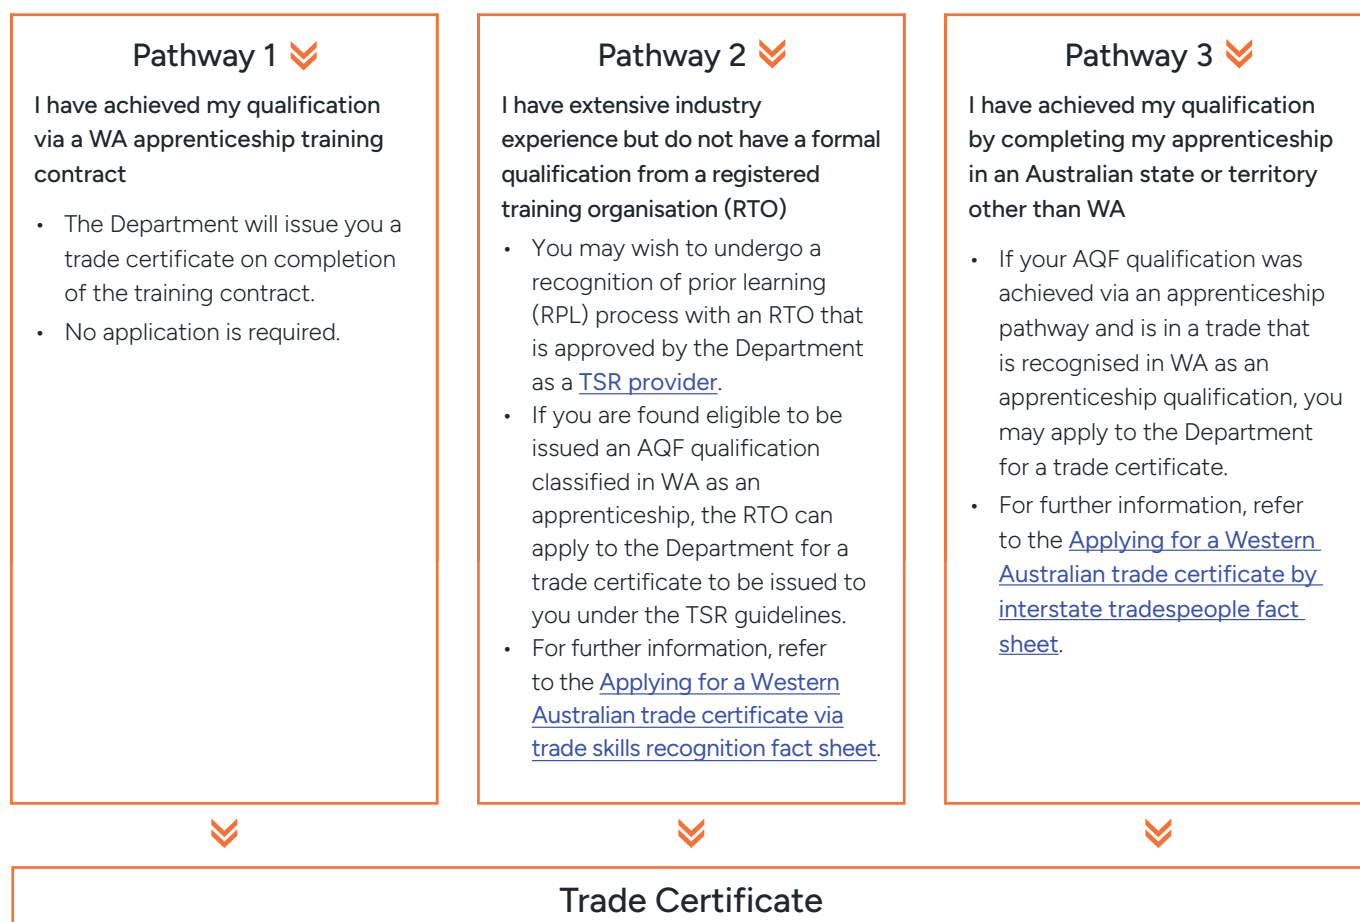 Pathway 1
I have achieved my qualification
via a WA apprenticeship training
contract
• The Department will issue you a
trade certificate on completion
of the training contract.
• No application is required.
Pathway 2
I have extensive industry
experience but do not have a formal
qualification from a registered
training organisation (RTO)
• You may wish to undergo a
recognition of prior learning
(RPL) process with an RTO that
is approved by the Department
as a TSR provider.
• If you are found eligible to be
issued an AQF qualification
classified in WA as an
apprenticeship, the RTO can
apply to the Department for a
trade certificate to be issued to
you under the TSR guidelines.
• For further information, refer
to the Applying for a Western
Australian trade certificate via
trade skills recognition fact sheet.
Pathway 3
I have achieved my qualification
by completing my apprenticeship
in an Australian state or territory
other than WA
• If your AQF qualification was
achieved via an apprenticeship
pathway and is in a trade that
is recognised in WA as an
apprenticeship qualification, you
may apply to the Department
for a trade certificate.
• For further information, refer
to the Applying for a Western
Australian trade certificate by
interstate tradespeople fact
sheet.
Trade Certificate